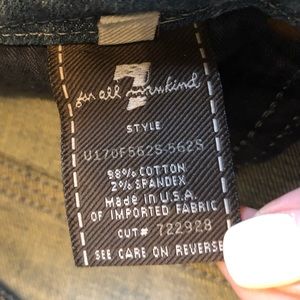 7
for all mankind
STYLE
U170F562S-562S
98% COTTON
2% SPANDEX
Made in U.S.A.
OF IMPORTED FABRIC
CUT# 722928
SEE CARE ON REVERSE